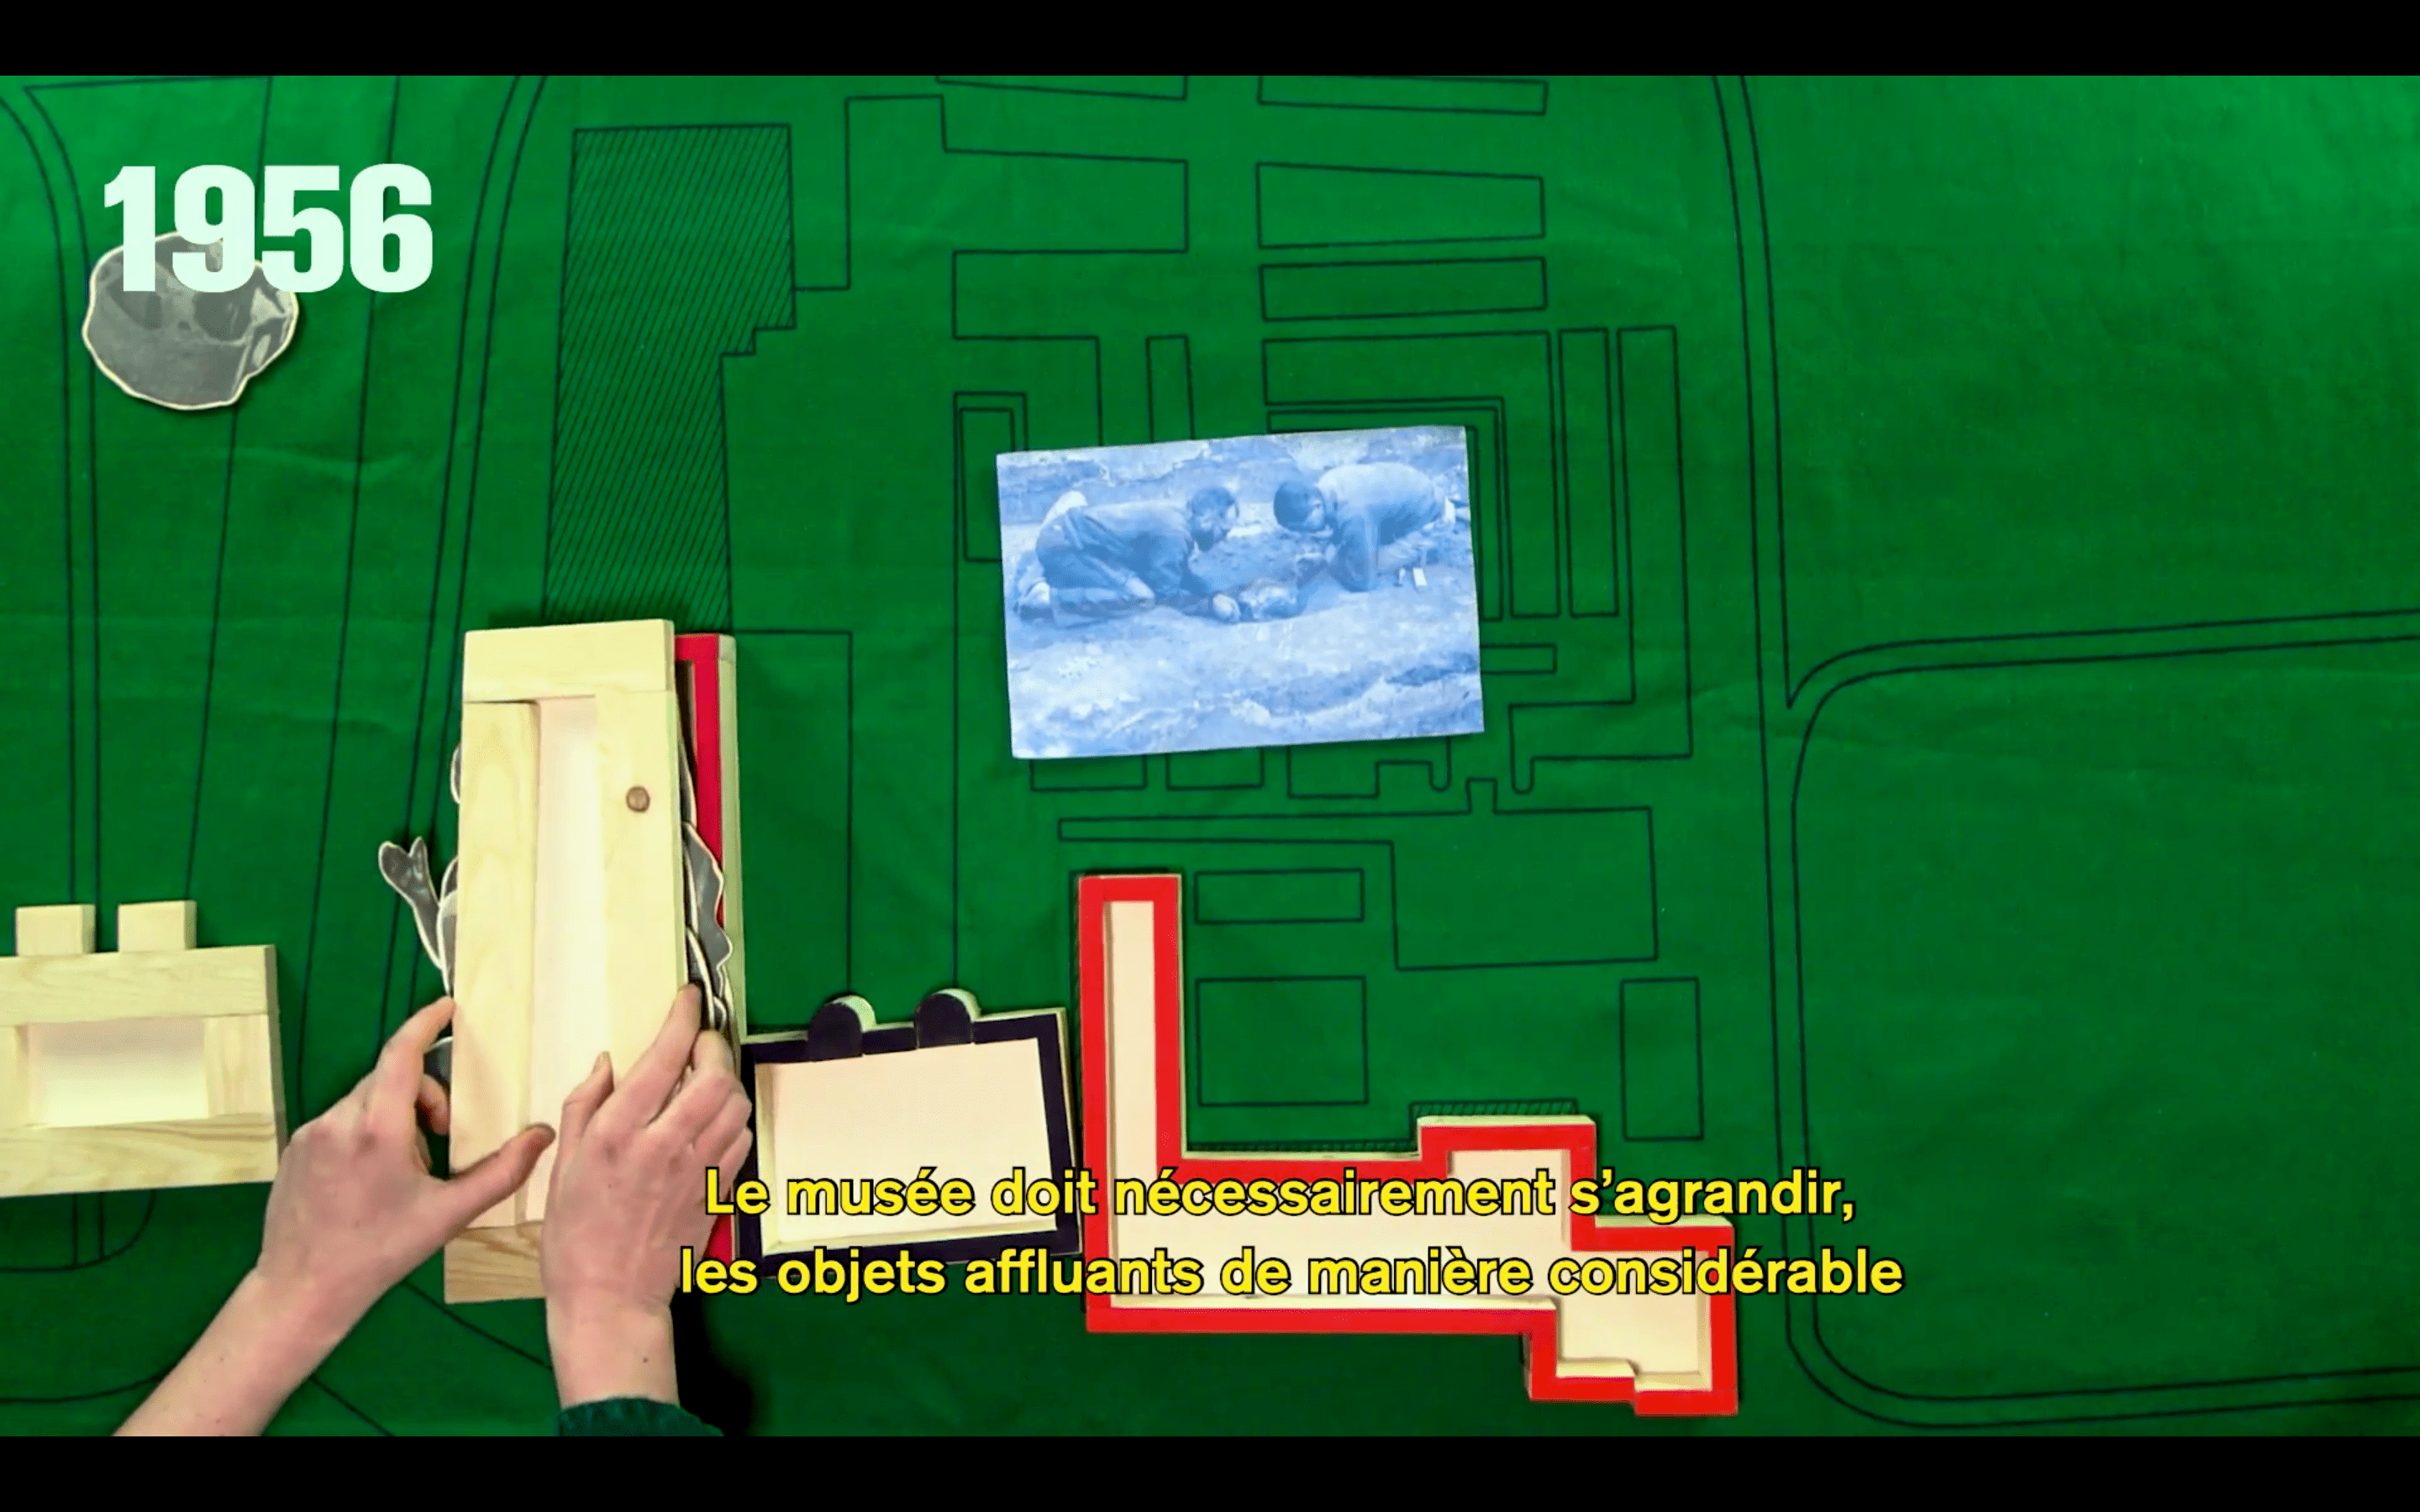 1956
Le musée doit nécessairement s’agrandir,
les objets affluants de manière considérable